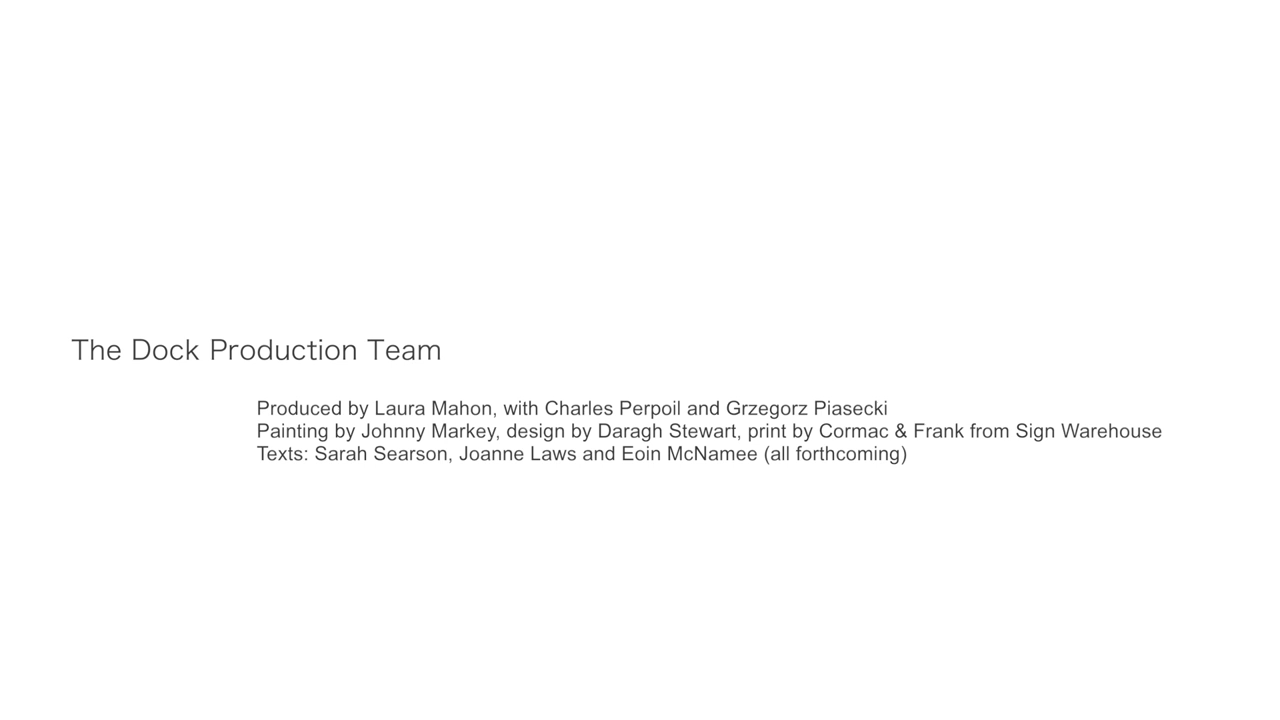 The Dock Production Team
Produced by Laura Mahon, with Charles Perpoil and Grzegorz Piasecki
Painting by Johnny Markey, design by Daragh Stewart, print by Cormac & Frank from Sign Warehouse
Texts: Sarah Searson, Joanne Laws and Eoin McNamee (all forthcoming)